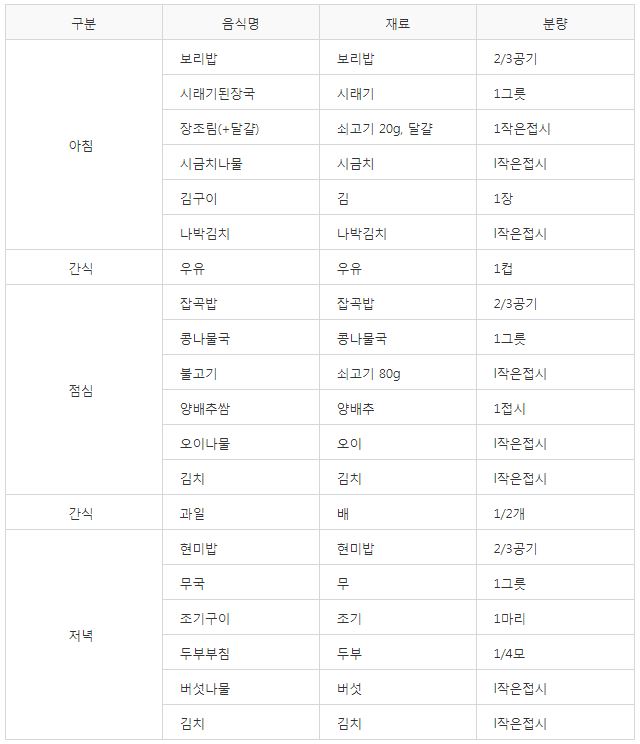 구분 음식명 재료 분량
보리밥 보리밥 2/3공기
시래기된장국 시래기 1그릇
아침 장조림(+달걀) 쇠고기 20g, 달걀 1작은접시
시금치나물 시금치 l작은접시
김구이 김 1장
나박김치 나박김치 l작은접시
간식 우유 우유 1컵
잡곡밥 잡곡밥 2/3공기
콩나물국 콩나물국 1그릇
점심 불고기 쇠고기 80g l작은접시
양배추쌈 양배추 1접시
오이나물 오이 l작은접시
김치 김치 l작은접시
간식 과일 배 1/2개
현미밥 현미밥 2/3공기
무국 무 1그릇
저녁 조기구이 조기 1마리
두부부침 두부 1/4모
버섯나물 버섯 l작은접시
김치 김치 l작은접시